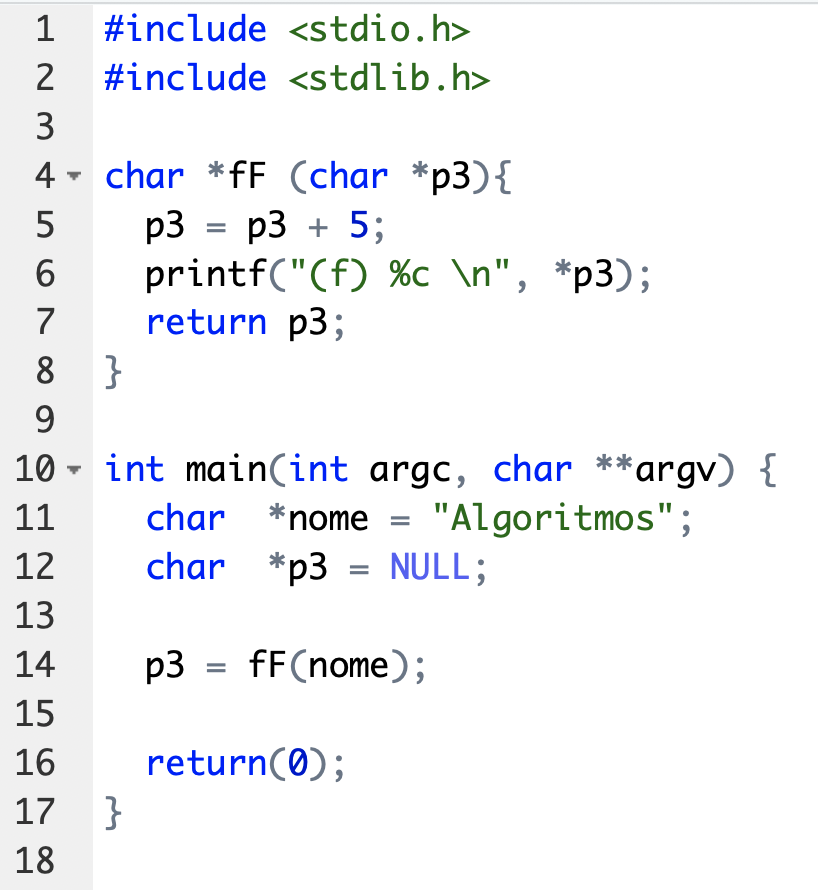 1 #include <stdio.h>
2 #include <stdlib.h>
3
4 char *fF (char *p3){
5   p3 = p3 + 5;
6   printf("(f) %c \n", *p3);
7   return p3;
8 }
9
10 int main(int argc, char **argv) {
11   char  *nome = "Algoritmos";
12   char  *p3 = NULL;
13
14   p3 = fF(nome);
15
16   return(0);
17 }
18